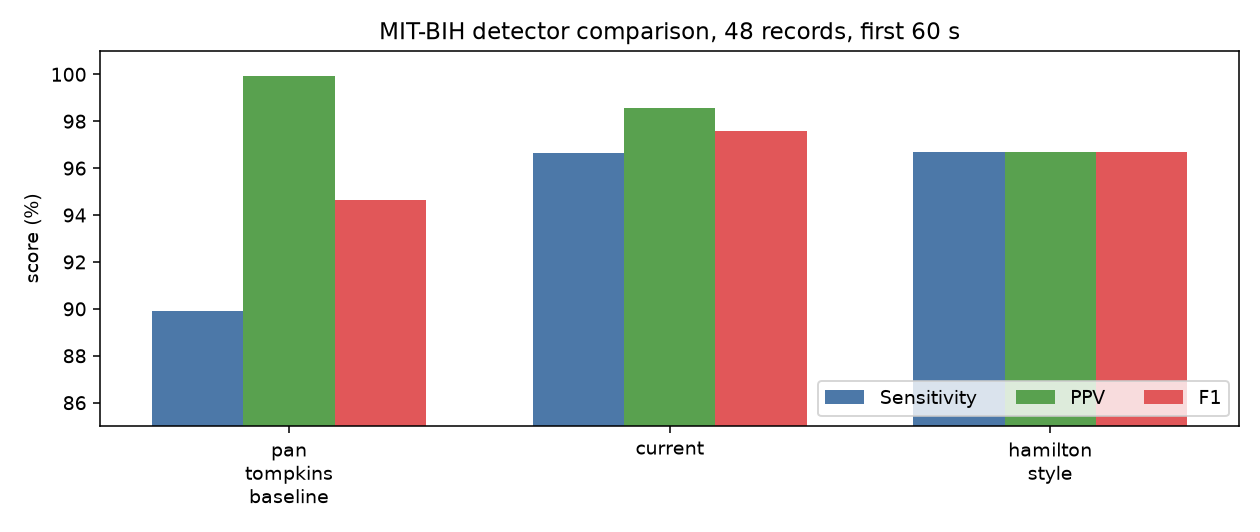 MIT-BIH detector comparison, 48 records, first 60 s
score (%)
100
98
96
94
92
90
88
86
Sensitivity PPV F1
pan
tompkins
baseline
current
hamilton
style